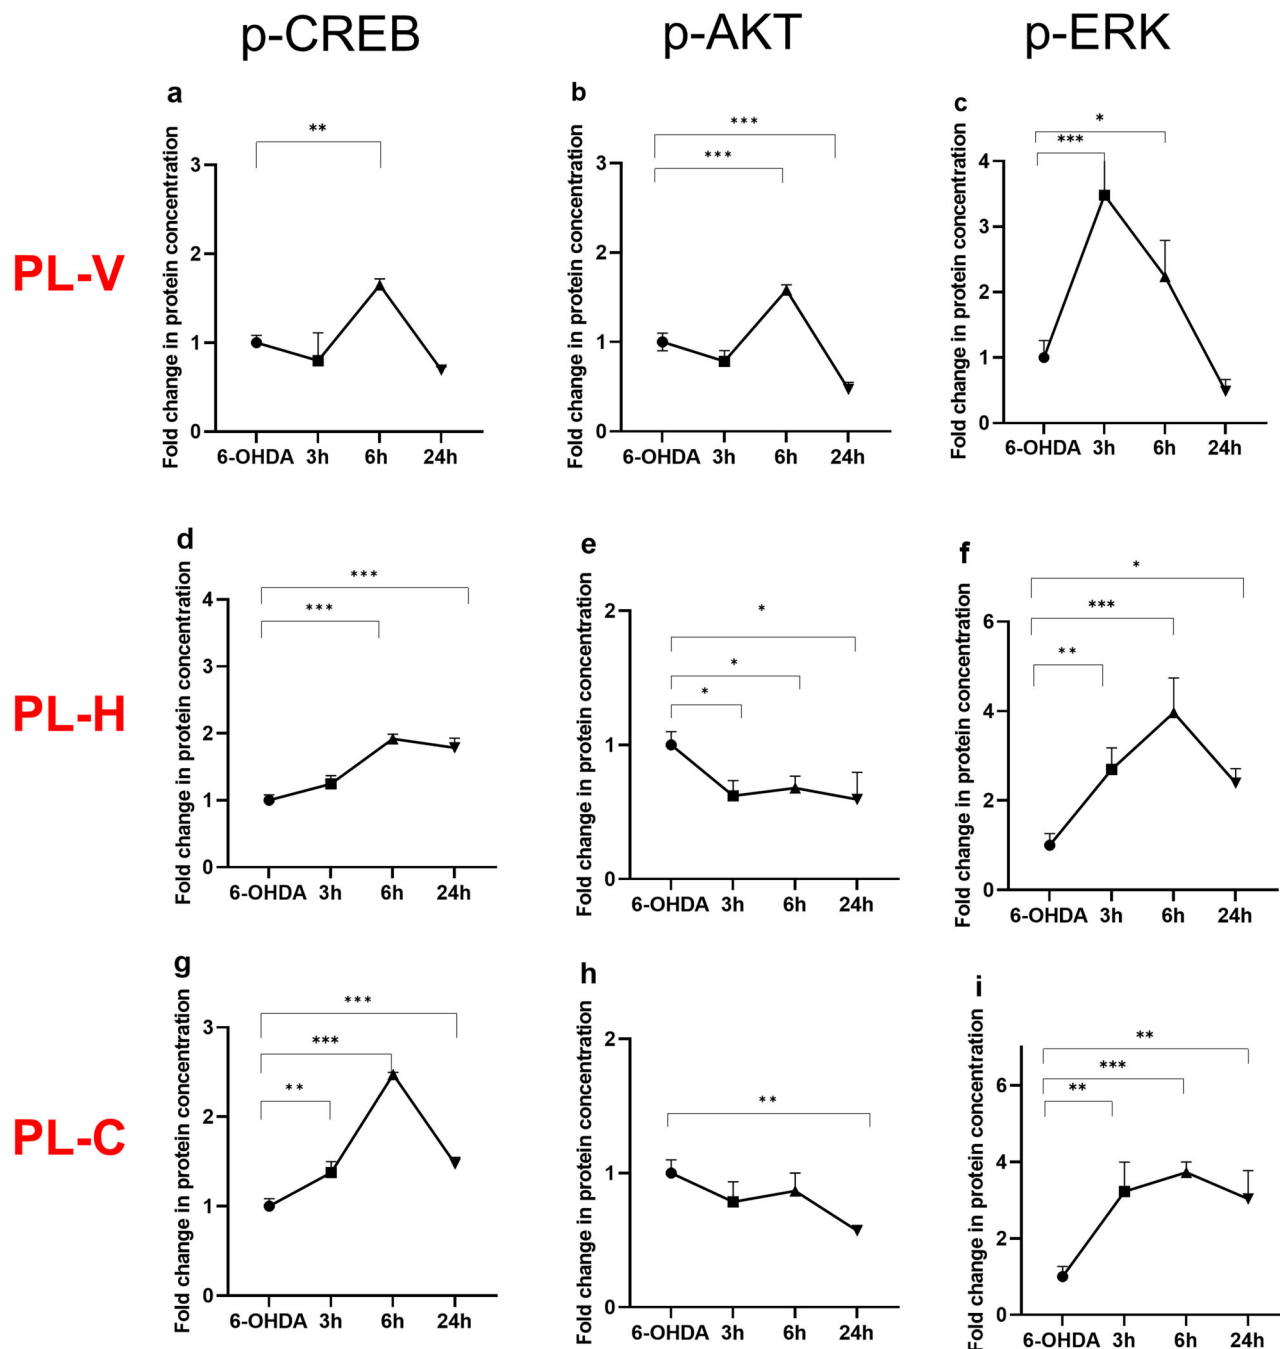 p-CREB p-AKT p-ERK
PL-V
a
Fold change in protein concentration
**
3
2
1
0
6-OHDA 3h 6h 24h
b
Fold change in protein concentration
***
***
3
2
1
0
6-OHDA 3h 6h 24h
c
Fold change in protein concentration
*
***
4
3
2
1
0
6-OHDA 3h 6h 24h
PL-H
d
Fold change in protein concentration
***
***
4
3
2
1
0
6-OHDA 3h 6h 24h
e
Fold change in protein concentration
*
*
*
2
1
0
6-OHDA 3h 6h 24h
f
Fold change in protein concentration
*
***
**
6
4
2
0
6-OHDA 3h 6h 24h
PL-C
g
Fold change in protein concentration
***
***
**
3
2
1
0
6-OHDA 3h 6h 24h
h
Fold change in protein concentration
**
2
1
0
6-OHDA 3h 6h 24h
i
Fold change in protein concentration
**
***
**
6
4
2
0
6-OHDA 3h 6h 24h